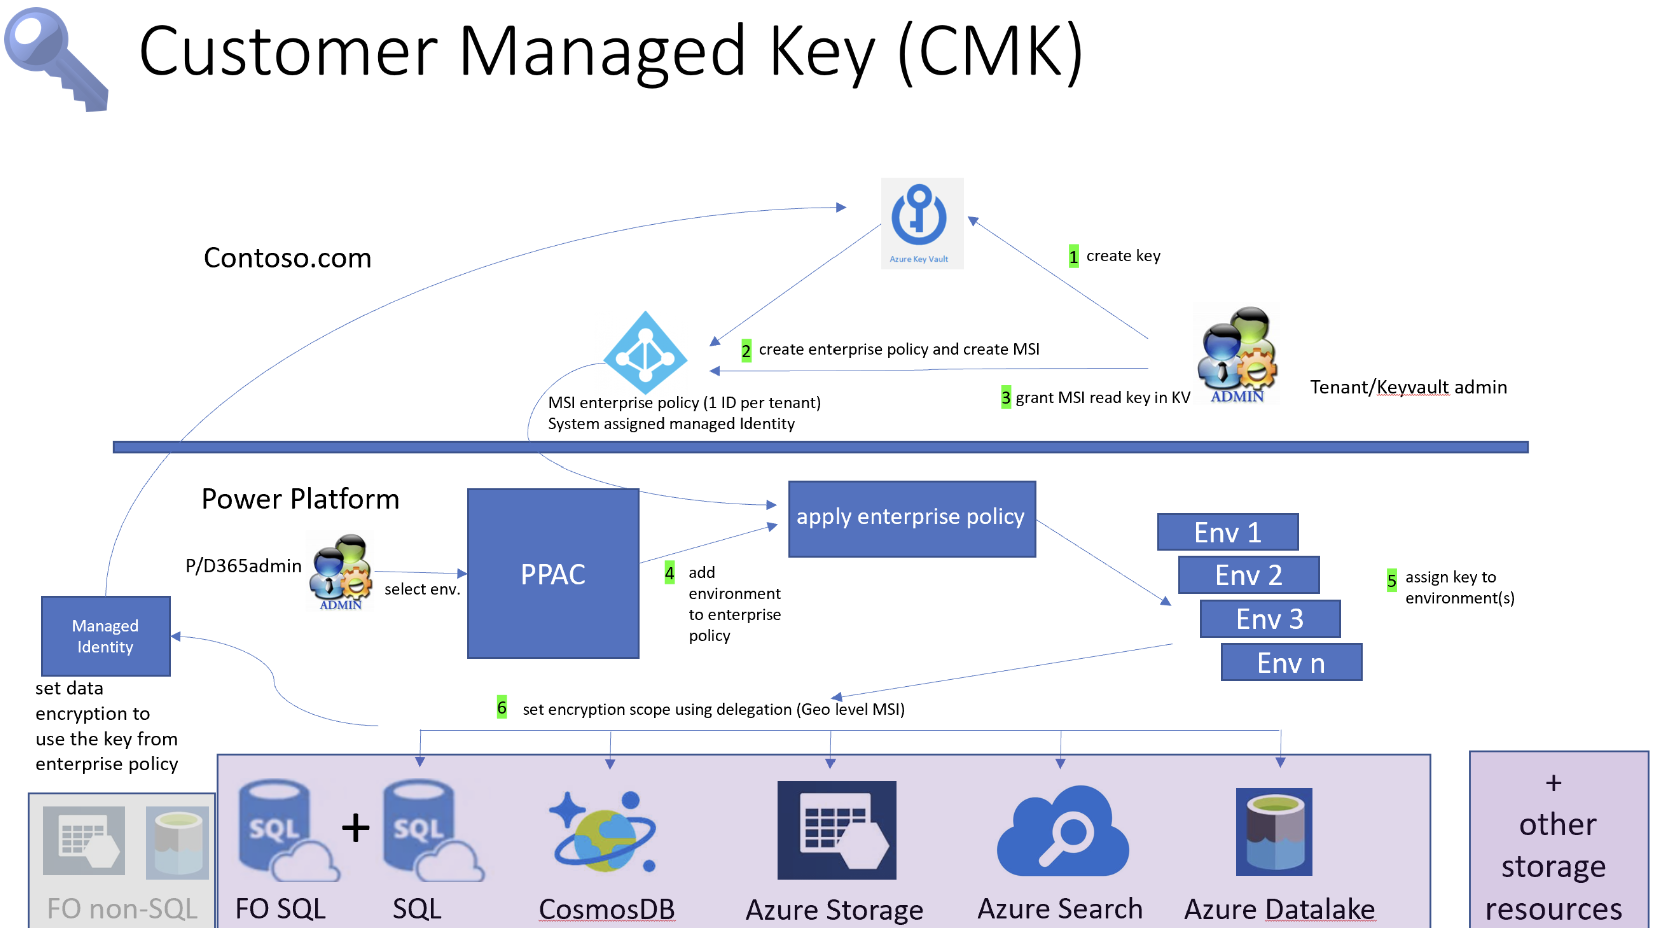 Customer Managed Key (CMK)
Contoso.com
Azure Key Vault
1 create key
2 create enterprise policy and create MSI
3 grant MSI read key in KV
ADMIN
Tenant/Keyvault admin
MSI enterprise policy (1 ID per tenant)
System assigned managed Identity
Power Platform
P/D365admin
ADMIN
select env.
PPAC
apply enterprise policy
4 add
environment
to enterprise
policy
Env 1
Env 2
Env 3
Env n
5 assign key to
environment(s)
Managed
Identity
set data
encryption to
use the key from
enterprise policy
6 set encryption scope using delegation (Geo level MSI)
SQL
+
SQL
FO non-SQL
FO SQL
SQL
CosmosDB
Azure Storage
Azure Search
Azure Datalake
+
other
storage
resources